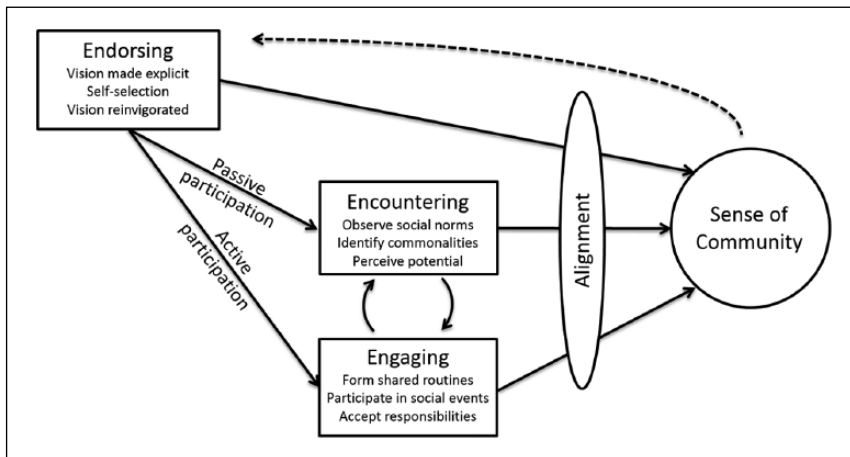 Endorsing
Vision made explicit
Self-selection
Vision reinvigorated
Passive
participation
Active
participation
Encountering
Observe social norms
Identify commonalities
Perceive potential
Engaging
Form shared routines
Participate in social events
Accept responsibilities
Alignment
Sense of
Community